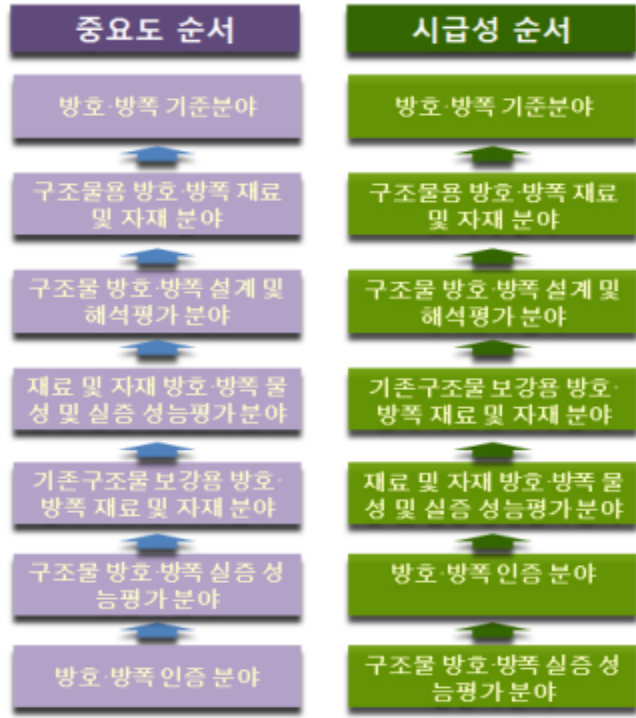 중요도 순서
방호·방폭 기준분야
구조물용 방호·방폭 재료
및 자재 분야
구조물 방호·방폭 설계 및
해석평가 분야
재료 및 자재 방호·방폭 물
성 및 실증 성능평가분야
기존구조물 보강용 방호·
방폭 재료 및 자재 분야
구조물 방호·방폭 실증 성
능평가 분야
방호·방폭 인증 분야
시급성 순서
방호·방폭 기준분야
구조물용 방호·방폭 재료
및 자재 분야
구조물 방호·방폭 설계 및
해석평가 분야
기존구조물 보강용 방호·
방폭 재료 및 자재 분야
재료 및 자재 방호·방폭 물
성 및 실증 성능평가분야
방호·방폭 인증 분야
구조물 방호·방폭 실증 성
능평가 분야